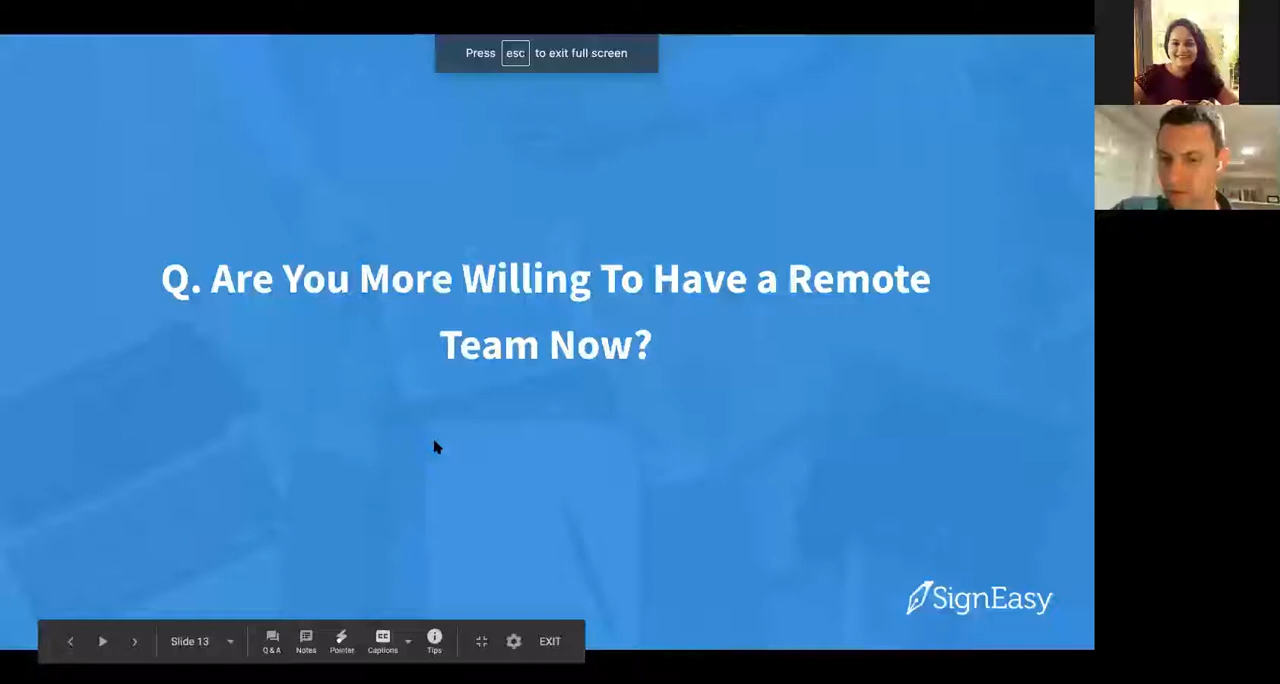 Press esc to exit full screen
Q. Are You More Willing To Have a Remote
Team Now?
SignEasy
Slide 13
Q & A
Notes
Pointer
CC
Captions
Tips
EXIT